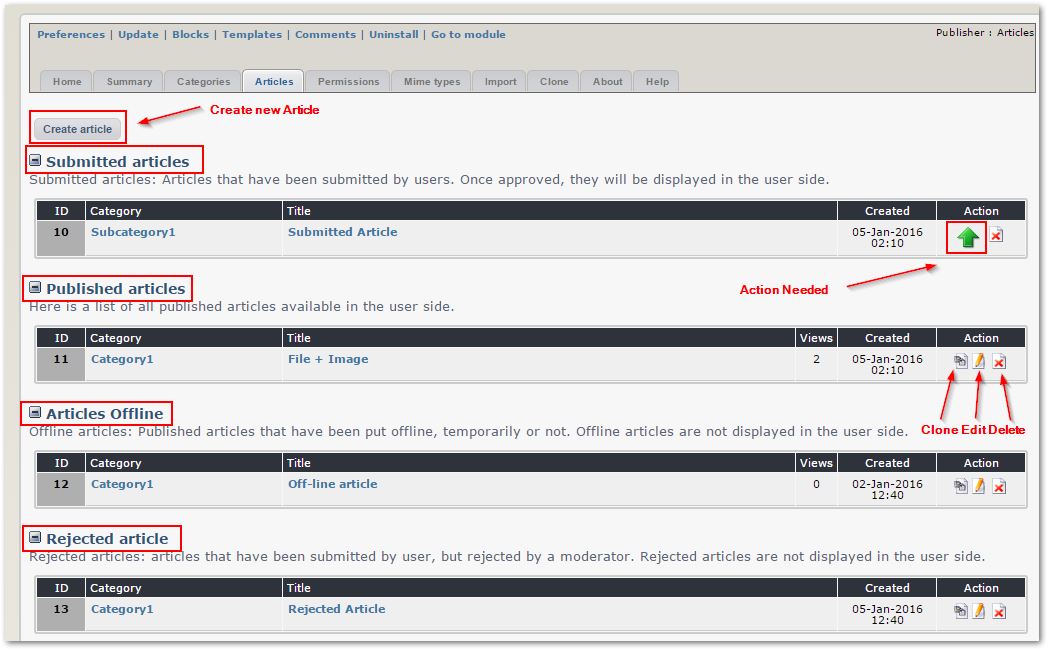 Preferences | Update | Blocks | Templates | Comments | Uninstall | Go to module
Publisher : Articles
Home Summary Categories Articles Permissions Mime types Import Clone About Help
Create new Article
Create article
Submitted articles
Submitted articles: Articles that have been submitted by users. Once approved, they will be displayed in the user side.
ID Category Title Created Action
10 Subcategory1 Submitted Article 05-Jan-2016
02:10
Action Needed
Published articles
Here is a list of all published articles available in the user side.
ID Category Title Views Created Action
11 Category1 File + Image 2 05-Jan-2016
02:10
Clone Edit Delete
Articles Offline
Offline articles: Published articles that have been put offline, temporarily or not. Offline articles are not displayed in the user side.
ID Category Title Views Created Action
12 Category1 Off-line article 0 02-Jan-2016
12:40
Rejected article
Rejected articles: articles that have been submitted by user, but rejected by a moderator. Rejected articles are not displayed in the user side.
ID Category Title Created Action
13 Category1 Rejected Article 05-Jan-2016
12:40